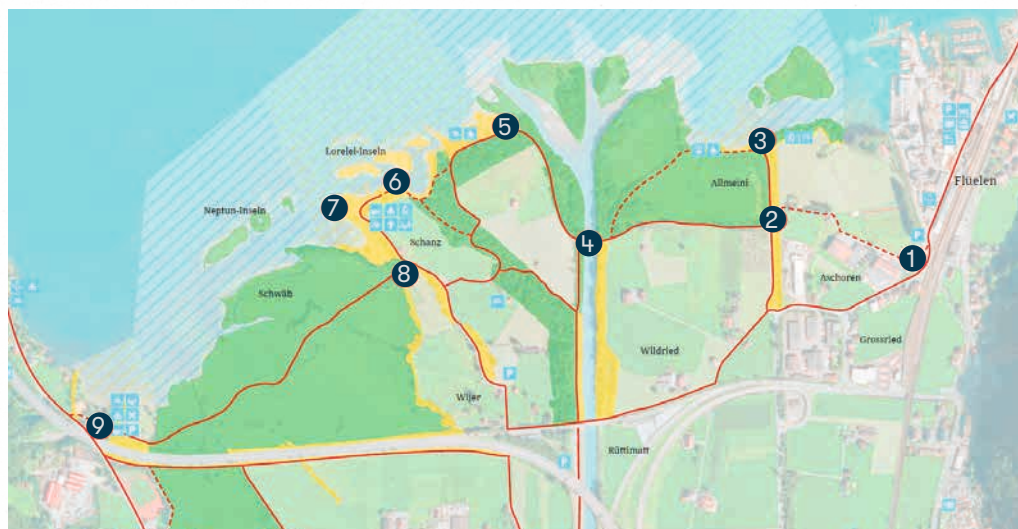 5
3
Lorelei-Inseln
6
Allmeini
Flüelen
7
Neptun-Inseln
2
Schanz
4
1
8
Aschoren
Schwäb
Grossried
Wildried
P
Wijer
9
P
Rüttimatt
P
P